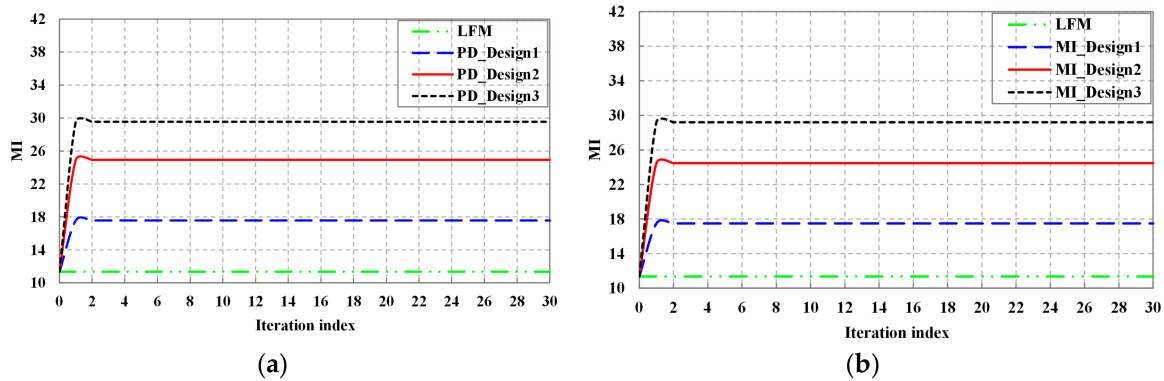 42
38
34
30
26
22
18
14
10
MI
LFM
PD_Design1
PD_Design2
PD_Design3
0 2 4 6 8 10 12 14 16 18 20 22 24 26 28 30
Iteration index
(a)
42
38
34
30
26
22
18
14
10
MI
LFM
MI_Design1
MI_Design2
MI_Design3
0 2 4 6 8 10 12 14 16 18 20 22 24 26 28 30
Iteration index
(b)